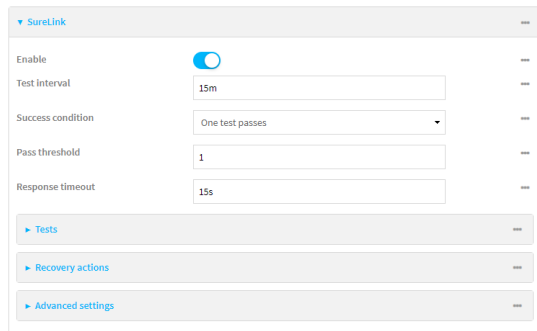 SureLink
Enable
Test interval
15m
Success condition
One test passes
Pass threshold
1
Response timeout
15s
Tests
Recovery actions
Advanced settings